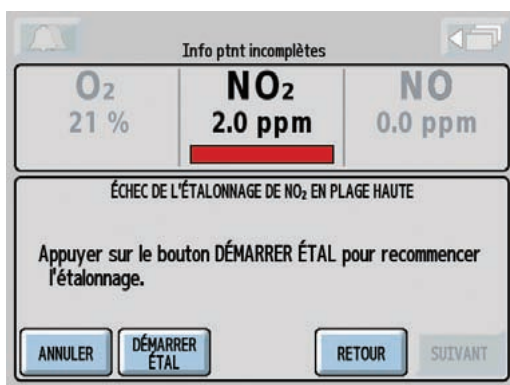 Info ptnt incomplètes
O₂ NO₂ NO
21 % 2.0 ppm 0.0 ppm
ÉCHEC DE L'ÉTALONNAGE DE NO₂ EN PLAGE HAUTE
Appuyer sur le bouton DÉMARRER ÉTAL pour recommencer
l'étalonnage.
ANNULER
DÉMARRER
ÉTAL
RETOUR
SUIVANT